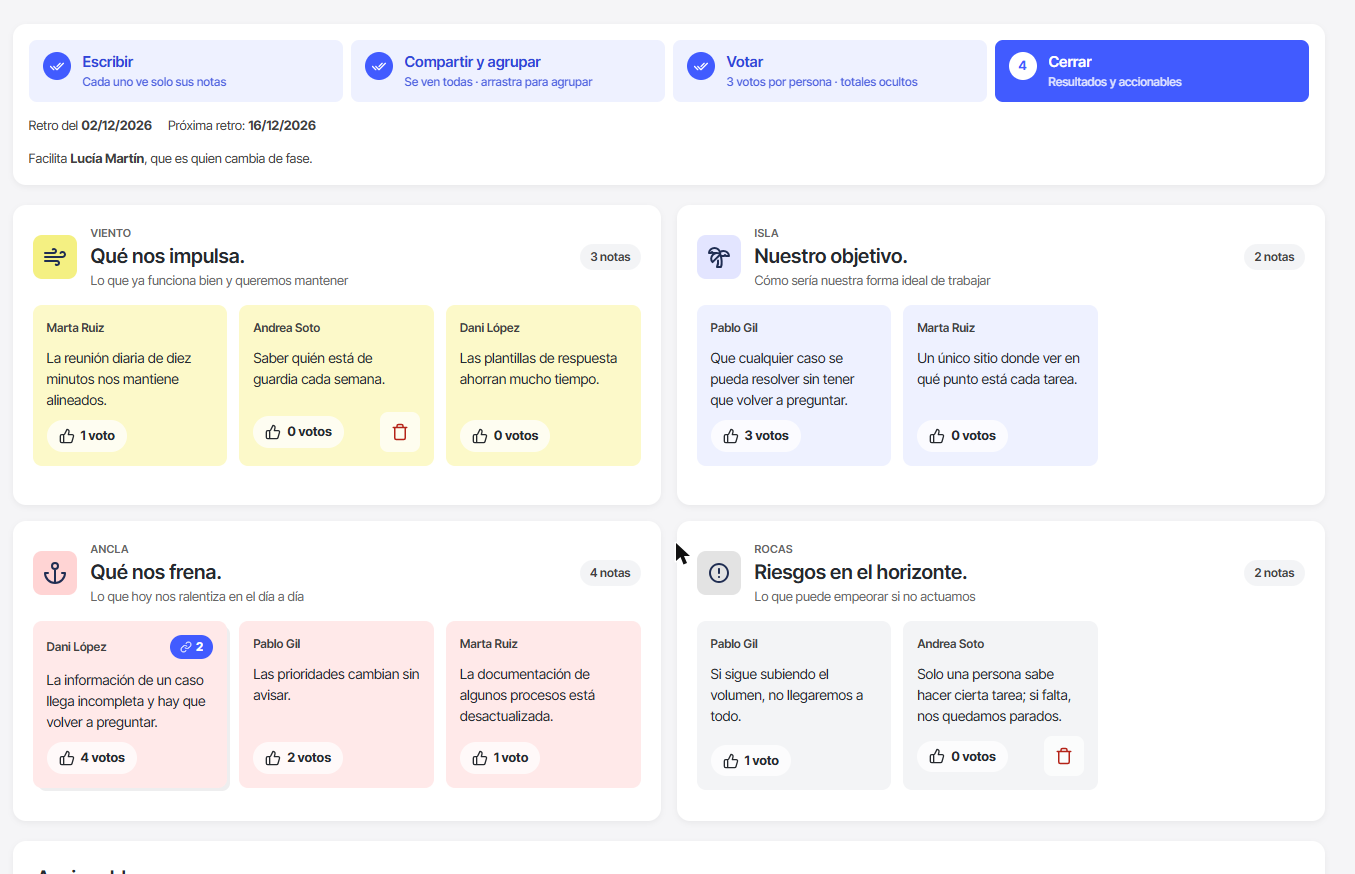 Escribir
Cada uno ve solo sus notas
Compartir y agrupar
Se ven todas · arrastra para agrupar
Votar
3 votos por persona · totales ocultos
4
Cerrar
Resultados y accionables
Retro del 02/12/2026 Próxima retro: 16/12/2026
Facilita Lucía Martín, que es quien cambia de fase.
VIENTO
Qué nos impulsa.
Lo que ya funciona bien y queremos mantener
3 notas
Marta Ruiz
La reunión diaria de diez
minutos nos mantiene
alineados.
1 voto
Andrea Soto
Saber quién está de
guardia cada semana.
0 votos
Dani López
Las plantillas de respuesta
ahorran mucho tiempo.
0 votos
ISLA
Nuestro objetivo.
Cómo sería nuestra forma ideal de trabajar
2 notas
Pablo Gil
Que cualquier caso se
pueda resolver sin tener
que volver a preguntar.
3 votos
Marta Ruiz
Un único sitio donde ver en
qué punto está cada tarea.
0 votos
ANCLA
Qué nos frena.
Lo que hoy nos ralentiza en el día a día
4 notas
Dani López
2
La información de un caso
llega incompleta y hay que
volver a preguntar.
4 votos
Pablo Gil
Las prioridades cambian sin
avisar.
2 votos
Marta Ruiz
La documentación de
algunos procesos está
desactualizada.
1 voto
ROCAS
Riesgos en el horizonte.
Lo que puede empeorar si no actuamos
2 notas
Pablo Gil
Si sigue subiendo el
volumen, no llegaremos a
todo.
1 voto
Andrea Soto
Solo una persona sabe
hacer cierta tarea; si falta,
nos quedamos parados.
0 votos